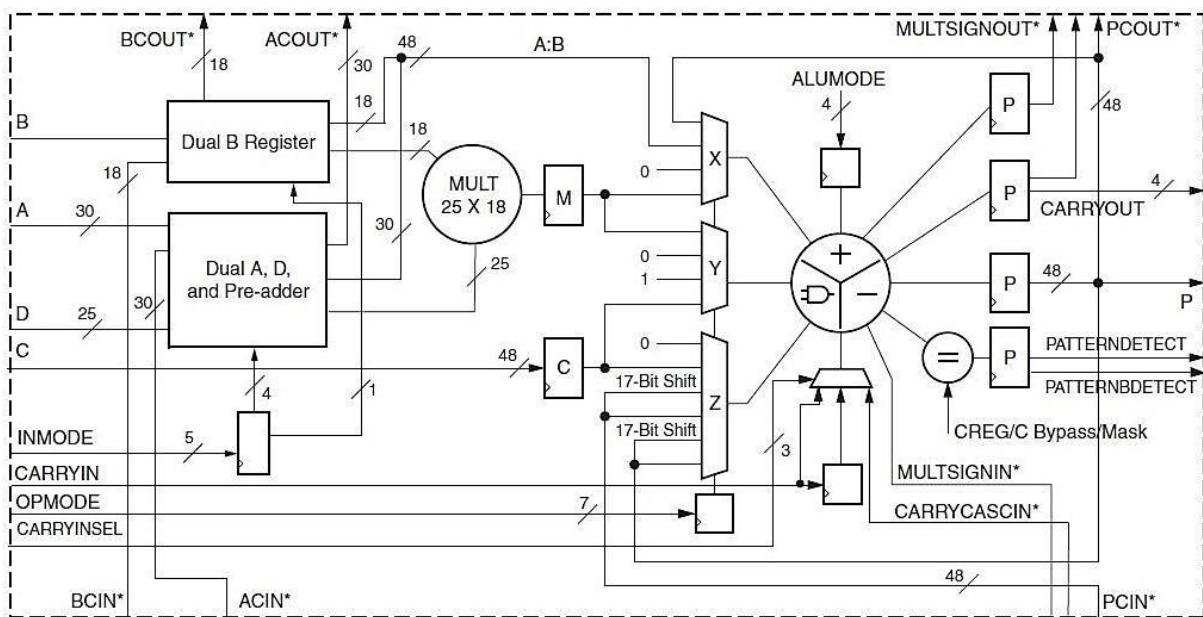 BCOUT*
ACOUT*
MULTSIGNOUT*
PCOUT*
18
30
48
A:B
ALUMODE
4
48
B
Dual B Register
18
18
18
A
30
MULT
25 X 18
M
0
X
P
P
4
CARRYOUT
Dual A, D,
and Pre-adder
30
30
25
0
1
Y
+
−
P
48
P
D
25
C
48
C
0
17-Bit Shift
17-Bit Shift
Z
=
P
PATTERNDETECT
PATTERNBDETECT
4
1
INMODE
5
3
CREG/C Bypass/Mask
CARRYIN
MULTSIGNIN*
OPMODE
7
CARRYCASCIN*
CARRYINSEL
48
BCIN*
ACIN*
PCIN*